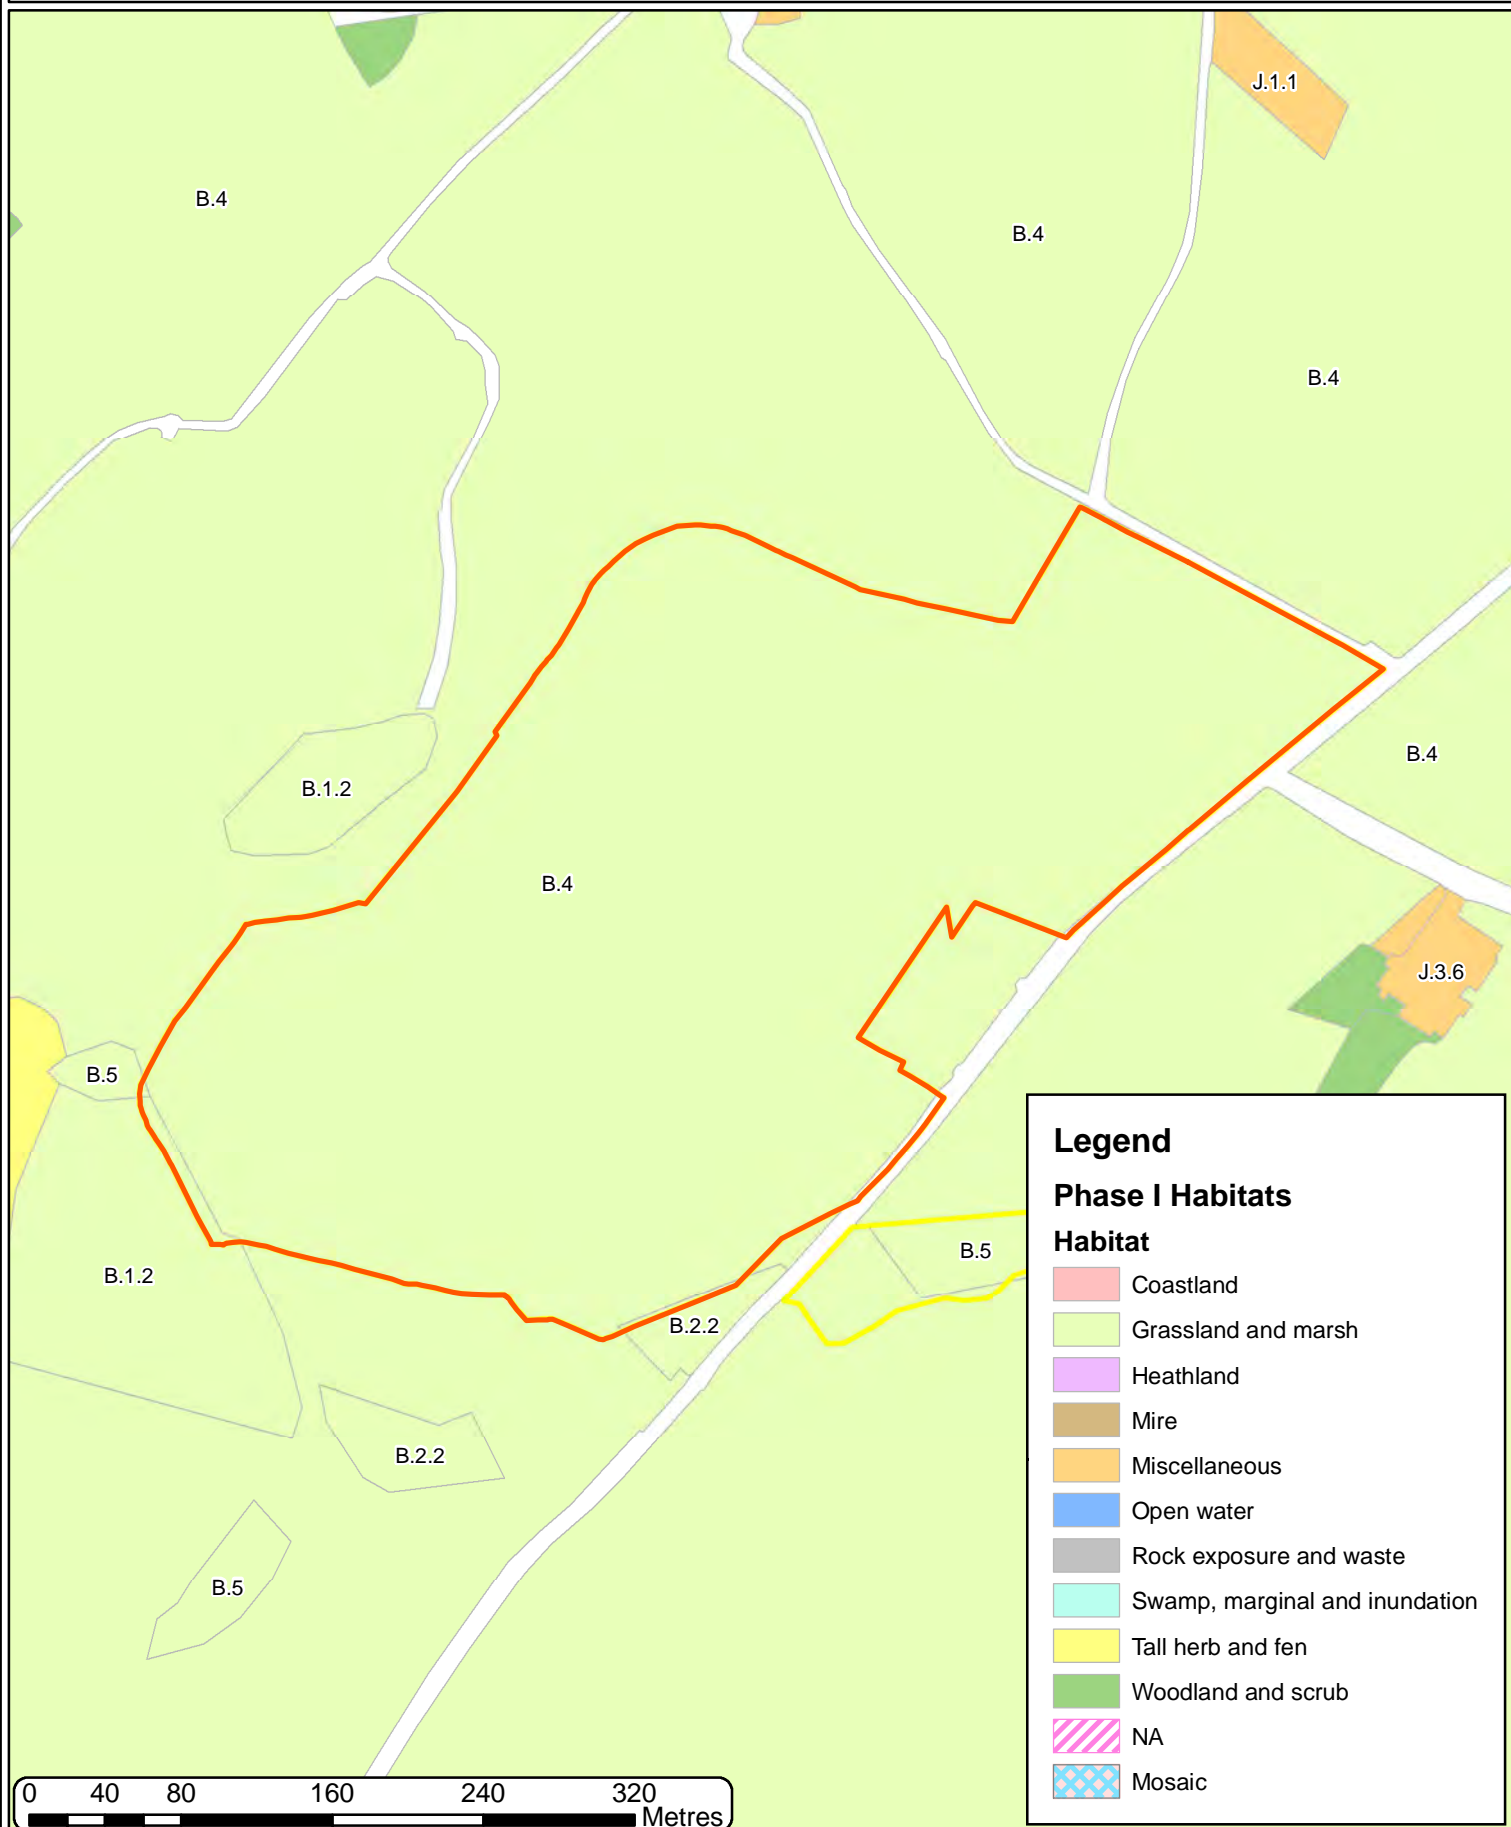 J.1.1
B.4
B.4
B.4
B.4
B.1.2
B.4
J.3.6
B.5
B.5
B.1.2
B.2.2
B.2.2
B.5
Legend
Phase I Habitats
Habitat
Coastland
Grassland and marsh
Heathland
Mire
Miscellaneous
Open water
Rock exposure and waste
Swamp, marginal and inundation
Tall herb and fen
Woodland and scrub
NA
Mosaic
0 40 80 160 240 320
Metres